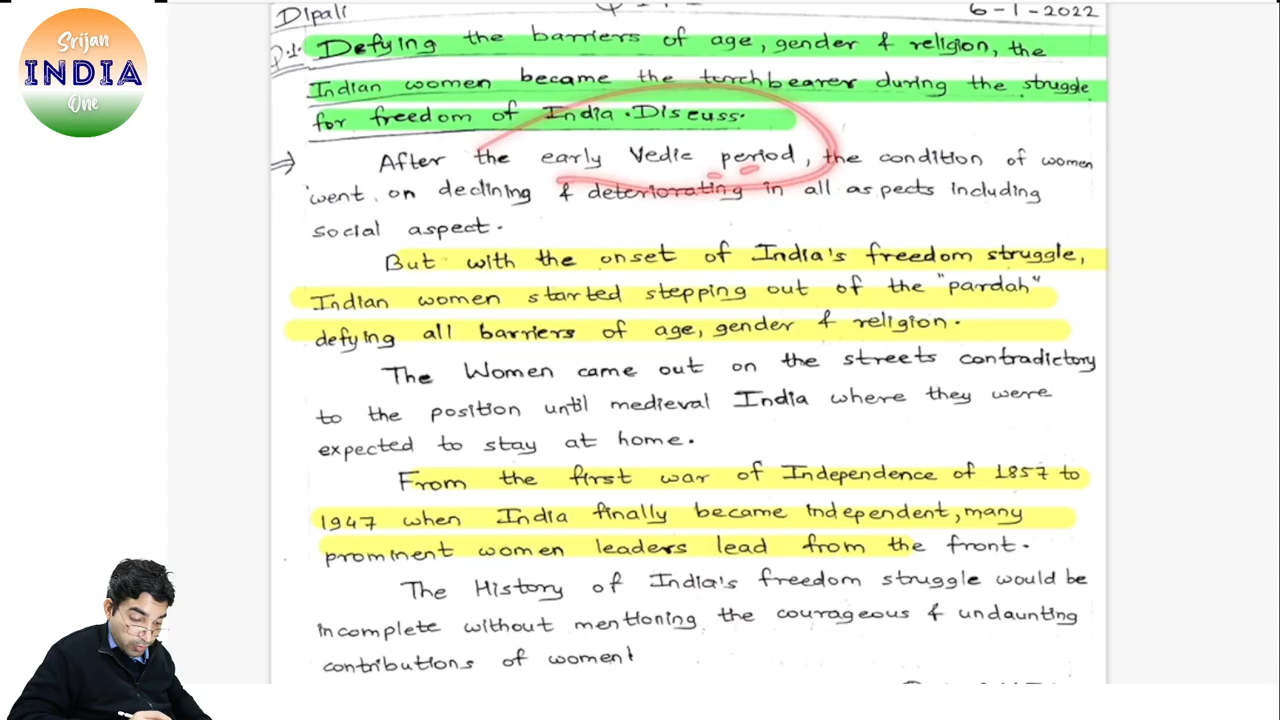 Srijan
INDIA
One
Dipali
6-1-2022
Q.1. Defying the barriers of age, gender & religion, the
Indian women became the torchbearer during the struggle
for freedom of India. Discuss.
⇒ After the early Vedic period, the condition of women
went on declining & deteriorating in all aspects including
social aspect.
But with the onset of India's freedom struggle,
Indian women started stepping out of the "pardah"
defying all barriers of age, gender & religion.
The Women came out on the streets contradictory
to the position until medieval India where they were
expected to stay at home.
From the first war of Independence of 1857 to
1947 when India finally became independent, many
prominent women leaders lead from the front.
The History of India's freedom struggle would be
incomplete without mentioning the courageous & undaunting
contributions of women